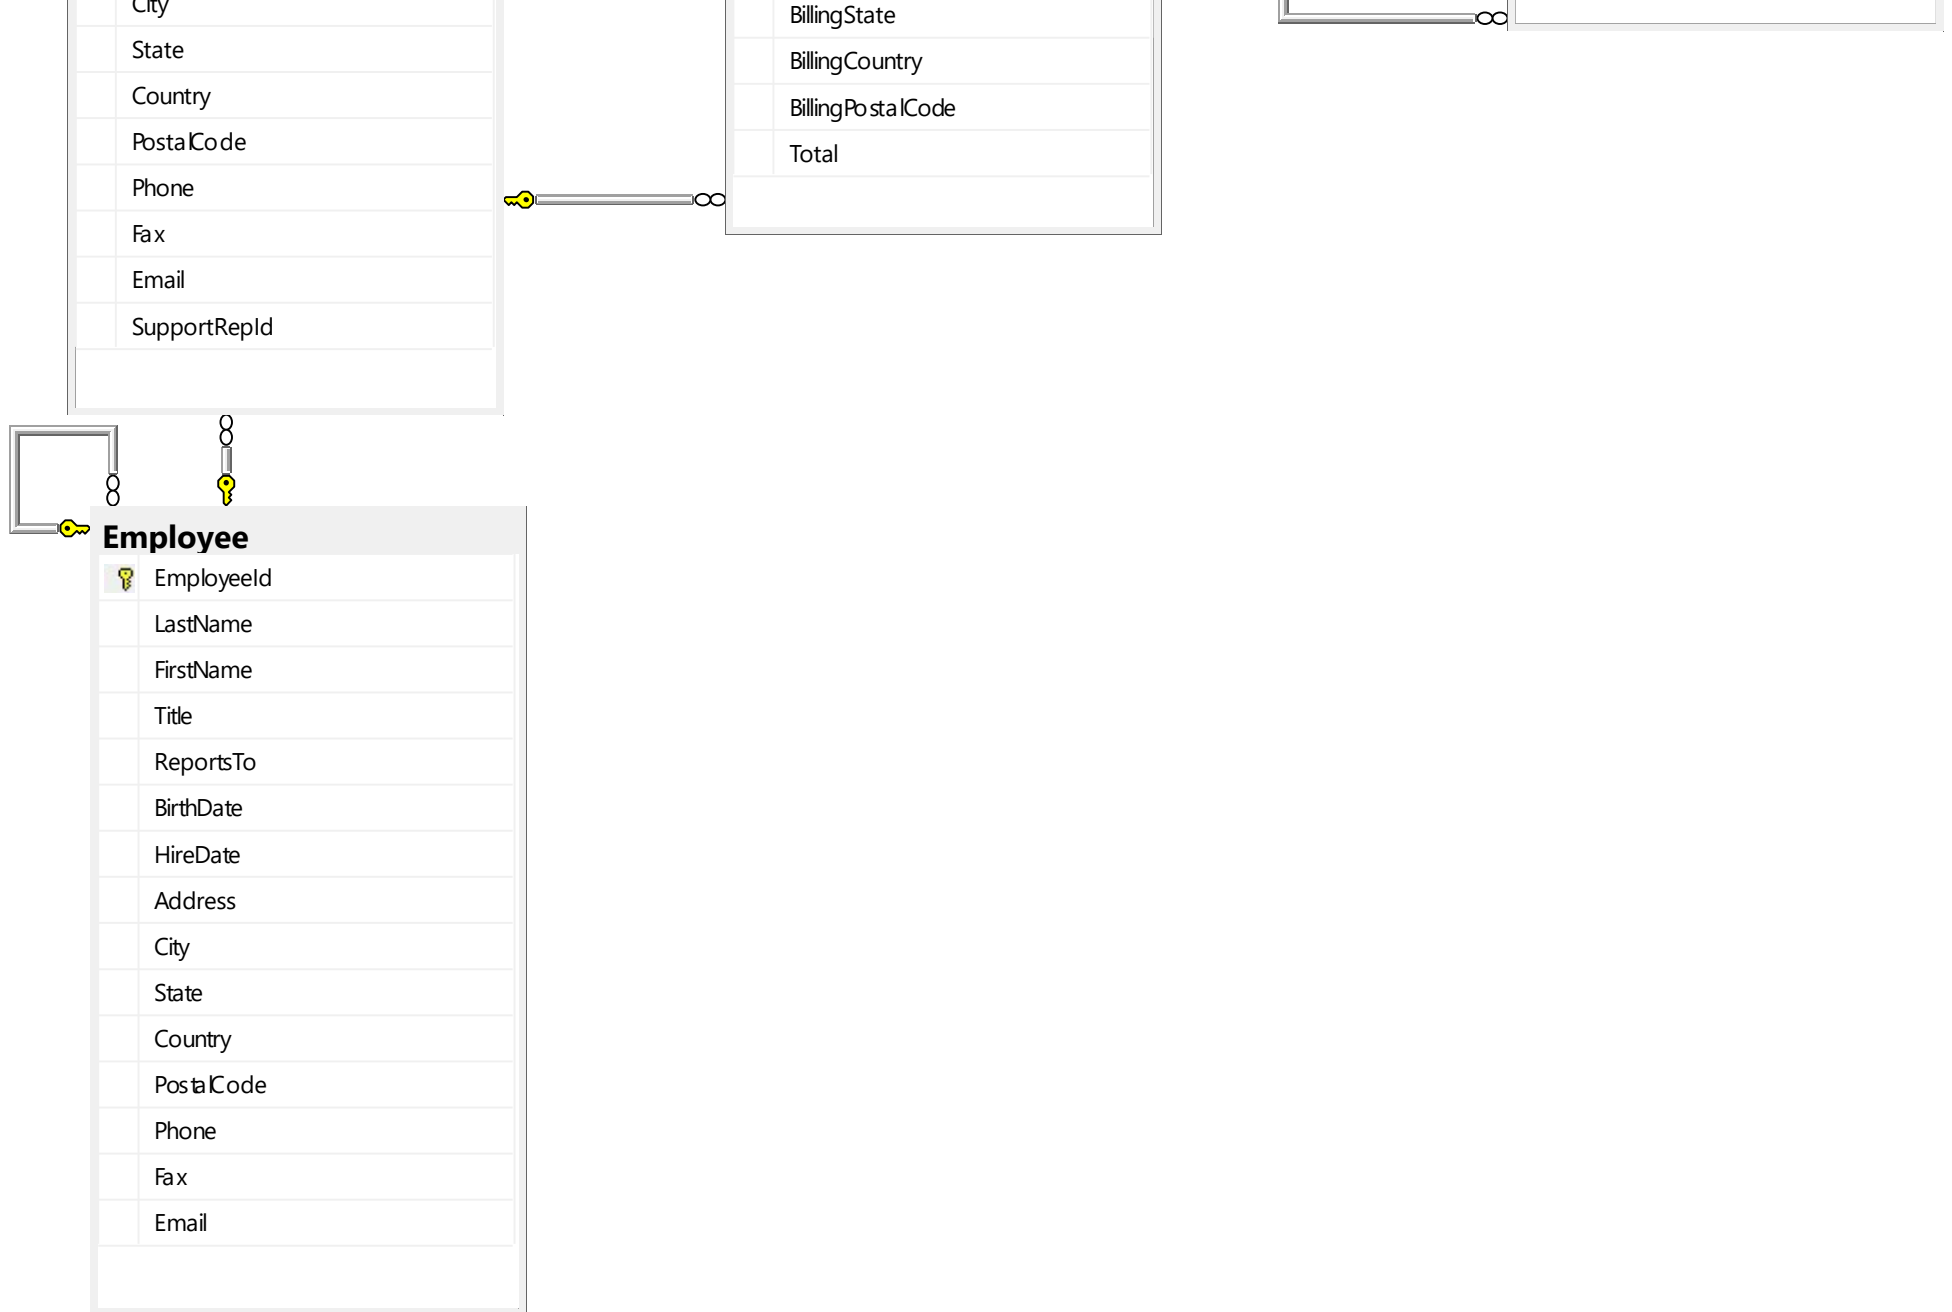 City
State
Country
PostalCode
Phone
Fax
Email
SupportRepId
BillingState
BillingCountry
BillingPostalCode
Total
Employee
EmployeeId
LastName
FirstName
Title
ReportsTo
BirthDate
HireDate
Address
City
State
Country
PostalCode
Phone
Fax
Email